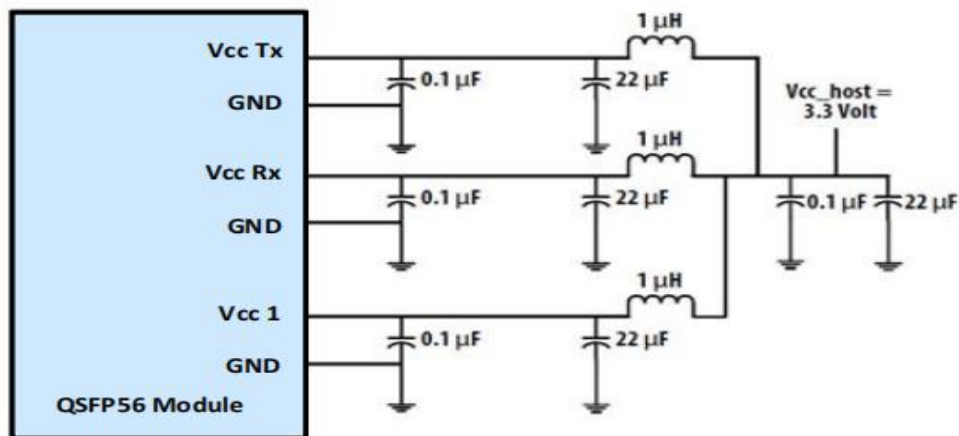 1 µH
Vcc Tx
0.1 µF
22 µF
GND
Vcc_host =
3.3 Volt
1 µH
Vcc Rx
0.1 µF
22 µF
0.1 µF
22 µF
GND
1 µH
Vcc 1
0.1 µF
22 µF
GND
QSFP56 Module